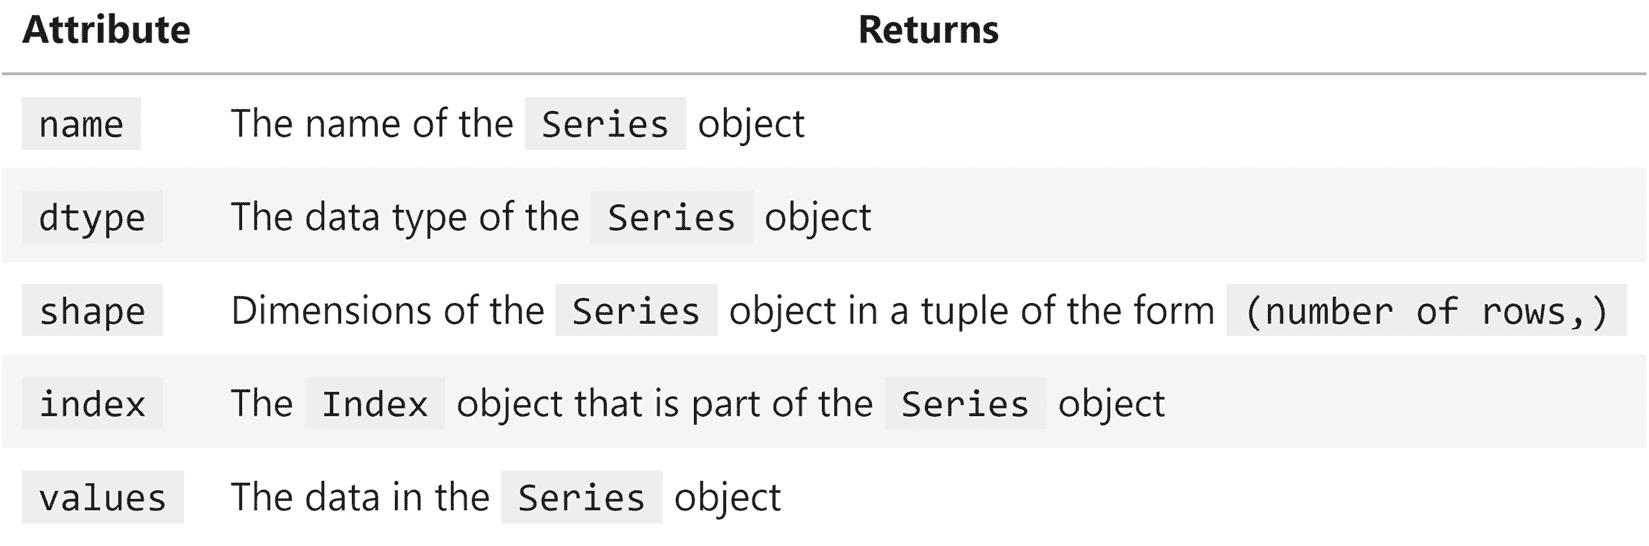 Attribute Returns
name The name of the Series object
dtype The data type of the Series object
shape Dimensions of the Series object in a tuple of the form (number of rows,)
index The Index object that is part of the Series object
values The data in the Series object